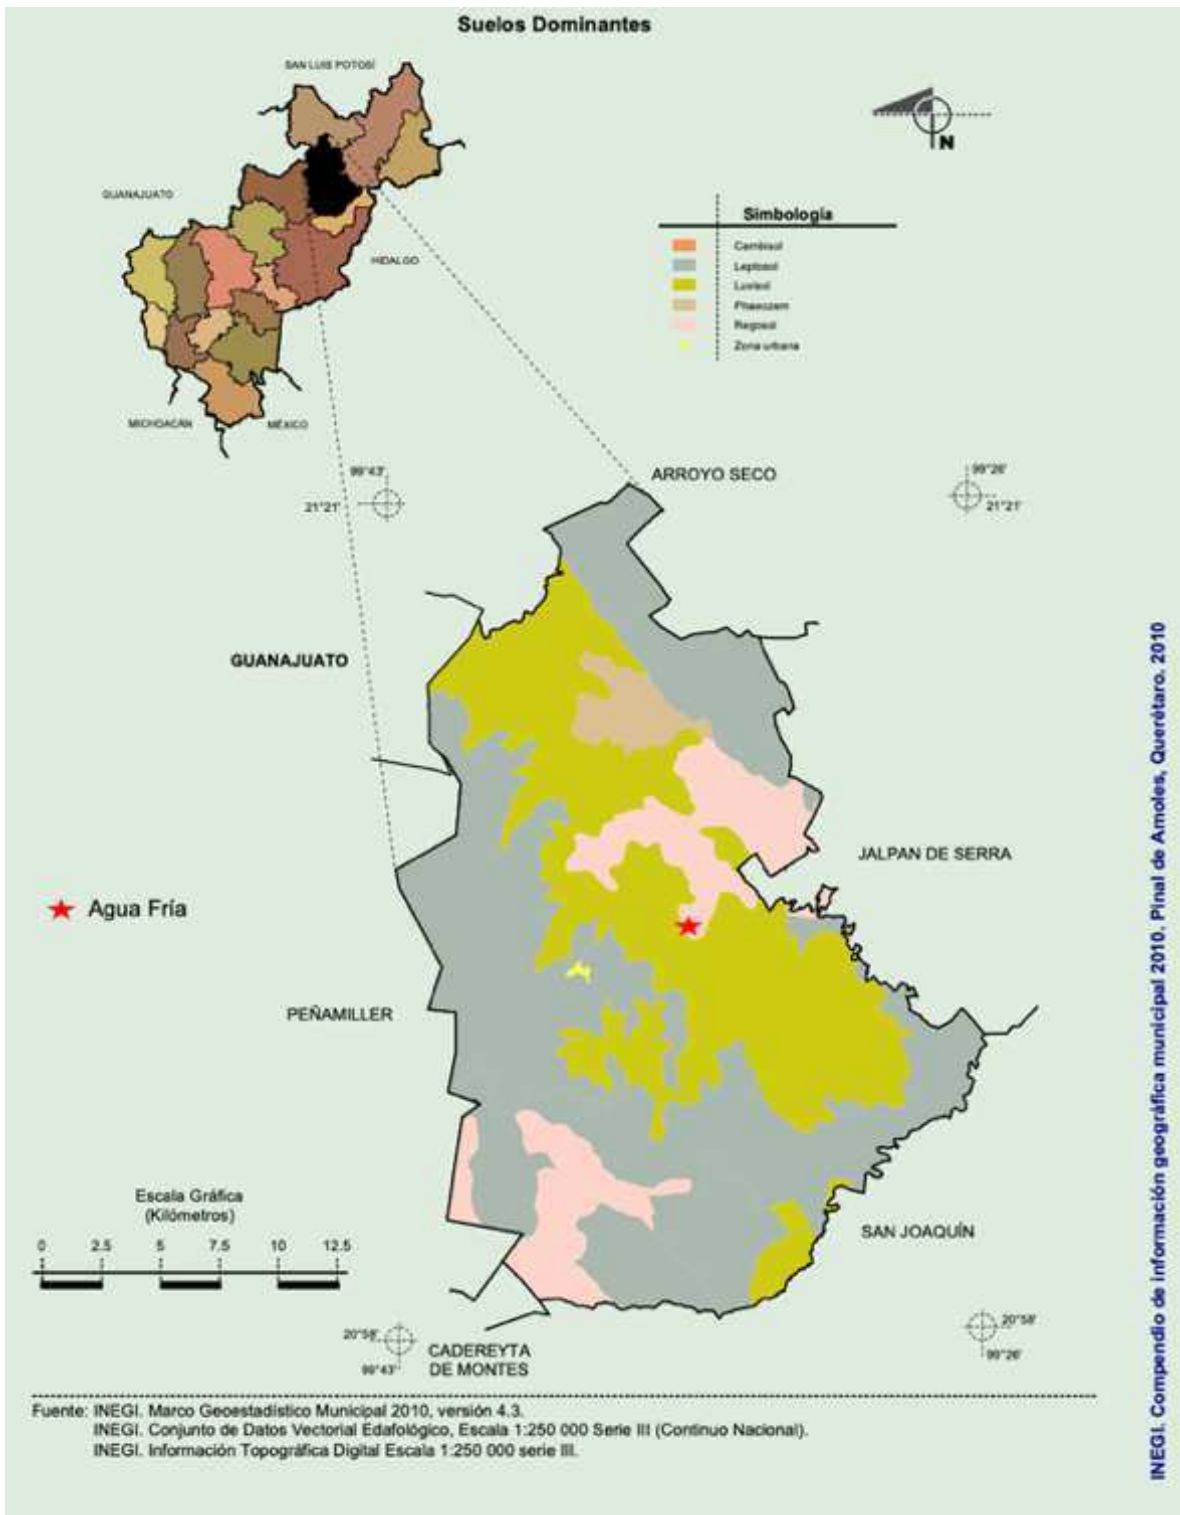 Suelos Dominantes
SAN LUIS POTOSÍ
GUANAJUATO
HIDALGO
MICHOACÁN
MÉXICO
N
Simbología
Cambisol
Leptosol
Luvisol
Phaeozem
Regosol
Zona urbana
99°43'
21°21'
ARROYO SECO
99°26'
21°21'
GUANAJUATO
JALPAN DE SERRA
Agua Fría
PEÑAMILLER
SAN JOAQUÍN
Escala Gráfica
(Kilómetros)
0 2.5 5 7.5 10 12.5
20°58'
99°43'
CADEREYTA
DE MONTES
20°58'
99°26'
Fuente: INEGI. Marco Geoestadístico Municipal 2010, versión 4.3.
INEGI. Conjunto de Datos Vectorial Edafológico, Escala 1:250 000 Serie III (Continuo Nacional).
INEGI. Información Topográfica Digital Escala 1:250 000 serie III.
INEGI. Compendio de información geográfica municipal 2010. Pinal de Amoles, Querétaro. 2010